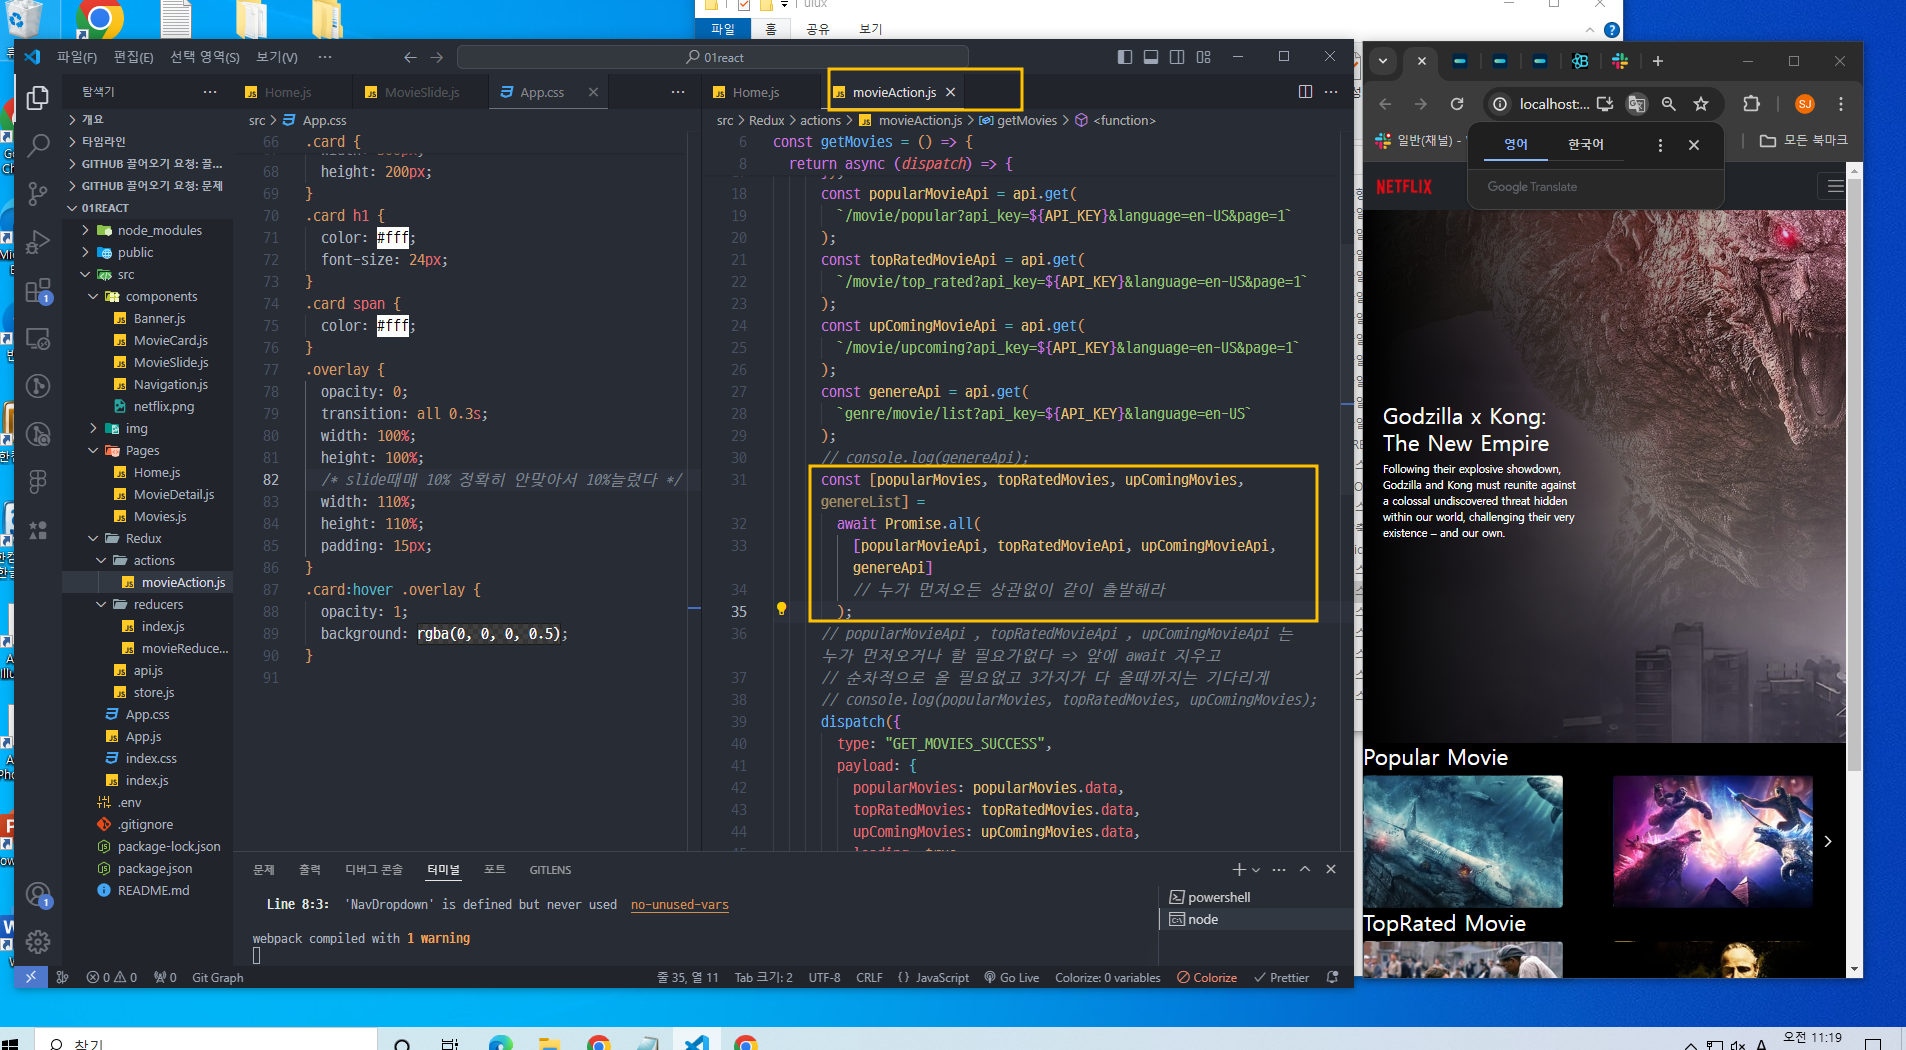 uiux
파일 홈 공유 보기
파일(F) 편집(E) 선택 영역(S) 보기(V) ··· 01react
탐색기
Home.js MovieSlide.js App.css
Home.js movieAction.js
개요
타임라인
GITHUB 끌어오기 요청: 끌...
GITHUB 끌어오기 요청: 문제
01REACT
node_modules
public
src
components
Banner.js
MovieCard.js
MovieSlide.js
Navigation.js
netflix.png
img
Pages
Home.js
MovieDetail.js
Movies.js
Redux
actions
movieAction.js
reducers
index.js
movieReduce...
api.js
store.js
App.css
App.js
index.css
index.js
.env
.gitignore
package-lock.json
package.json
README.md
src > App.css
66 .card {
68 height: 200px;
69 }
70 .card h1 {
71 color: #fff;
72 font-size: 24px;
73 }
74 .card span {
75 color: #fff;
76 }
77 .overlay {
78 opacity: 0;
79 transition: all 0.3s;
80 width: 100%;
81 height: 100%;
82 /* slide때매 10% 정확히 안맞아서 10%늘렸다 */
83 width: 110%;
84 height: 110%;
85 padding: 15px;
86 }
87 .card:hover .overlay {
88 opacity: 1;
89 background: rgba(0, 0, 0, 0.5);
90 }
91
src > Redux > actions > movieAction.js > getMovies > <function>
6 const getMovies = () => {
8 return async (dispatch) => {
18 const popularMovieApi = api.get(
19 `/movie/popular?api_key=${API_KEY}&language=en-US&page=1`
20 );
21 const topRatedMovieApi = api.get(
22 `/movie/top_rated?api_key=${API_KEY}&language=en-US&page=1`
23 );
24 const upComingMovieApi = api.get(
25 `/movie/upcoming?api_key=${API_KEY}&language=en-US&page=1`
26 );
27 const genereApi = api.get(
28 `genre/movie/list?api_key=${API_KEY}&language=en-US`
29 );
30 // console.log(genereApi);
31 const [popularMovies, topRatedMovies, upComingMovies,
genereList] =
32 await Promise.all(
33 [popularMovieApi, topRatedMovieApi, upComingMovieApi,
genereApi]
34 // 누가 먼저오든 상관없이 같이 출발해라
35 );
36 // popularMovieApi , topRatedMovieApi , upComingMovieApi 는
누가 먼저오거나 할 필요가없다 => 앞에 await 지우고
37 // 순차적으로 올 필요없고 3가지가 다 올때까지는 기다리게
38 // console.log(popularMovies, topRatedMovies, upComingMovies);
39 dispatch({
40 type: "GET_MOVIES_SUCCESS",
41 payload: {
42 popularMovies: popularMovies.data,
43 topRatedMovies: topRatedMovies.data,
44 upComingMovies: upComingMovies.data,
문제 출력 디버그 콘솔 터미널 포트 GITLENS
Line 8:3: 'NavDropdown' is defined but never used no-unused-vars
webpack compiled with 1 warning
powershell
node
0 0 0 Git Graph
줄 35, 열 11 Tab 크기: 2 UTF-8 CRLF {} JavaScript Go Live Colorize: 0 variables Colorize Prettier
localhost:... SJ
일반(채널) - 모든 북마크
영어 한국어
Google Translate
NETFLIX
Godzilla x Kong:
The New Empire
Following their explosive showdown,
Godzilla and Kong must reunite against
a colossal undiscovered threat hidden
within our world, challenging their very
existence – and our own.
Popular Movie
TopRated Movie
찾기
A 오전 11:19